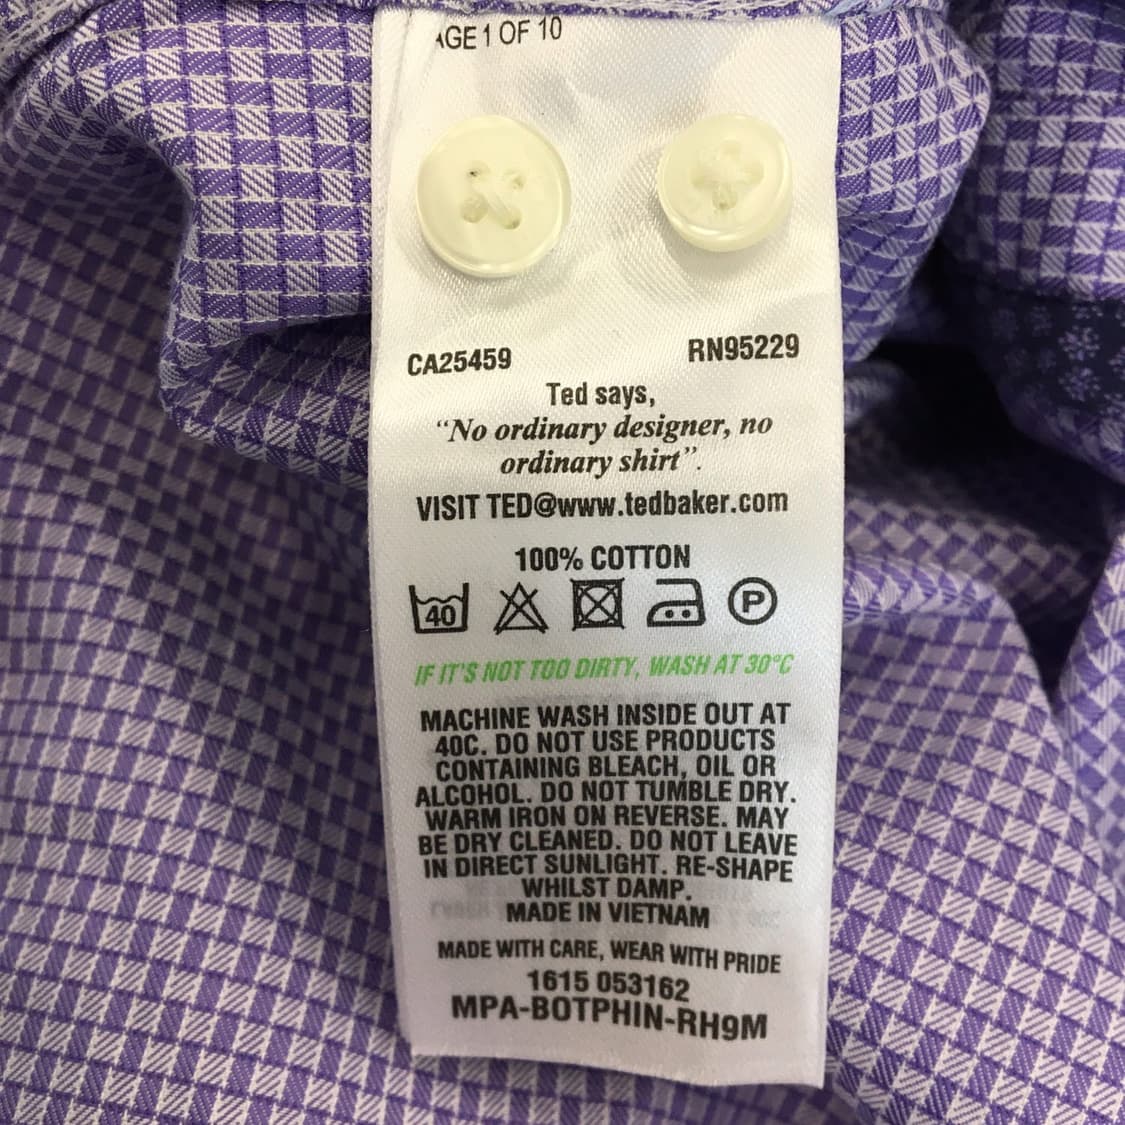 AGE 1 OF 10
CA25459
RN95229
Ted says,
“No ordinary designer, no
ordinary shirt”.
VISIT TED@www.tedbaker.com
100% COTTON
40
P
IF IT'S NOT TOO DIRTY, WASH AT 30°C
MACHINE WASH INSIDE OUT AT
40C. DO NOT USE PRODUCTS
CONTAINING BLEACH, OIL OR
ALCOHOL. DO NOT TUMBLE DRY.
WARM IRON ON REVERSE. MAY
BE DRY CLEANED. DO NOT LEAVE
IN DIRECT SUNLIGHT. RE-SHAPE
WHILST DAMP.
MADE IN VIETNAM
MADE WITH CARE, WEAR WITH PRIDE
1615 053162
MPA-BOTPHIN-RH9M